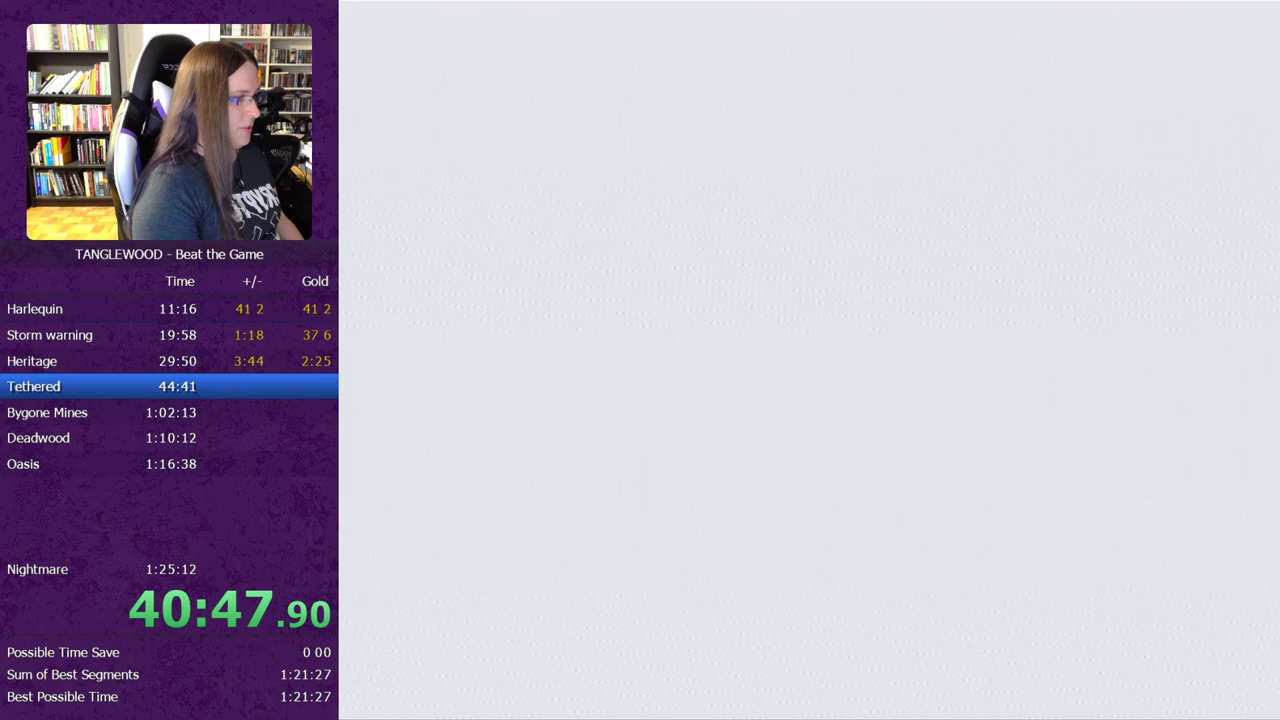 TANGLEWOOD - Beat the Game
Time +/- Gold
Harlequin 11:16 41 2 41 2
Storm warning 19:58 1:18 37 6
Heritage 29:50 3:44 2:25
Tethered 44:41
Bygone Mines 1:02:13
Deadwood 1:10:12
Oasis 1:16:38
Nightmare 1:25:12
40:47.90
Possible Time Save 0 00
Sum of Best Segments 1:21:27
Best Possible Time 1:21:27